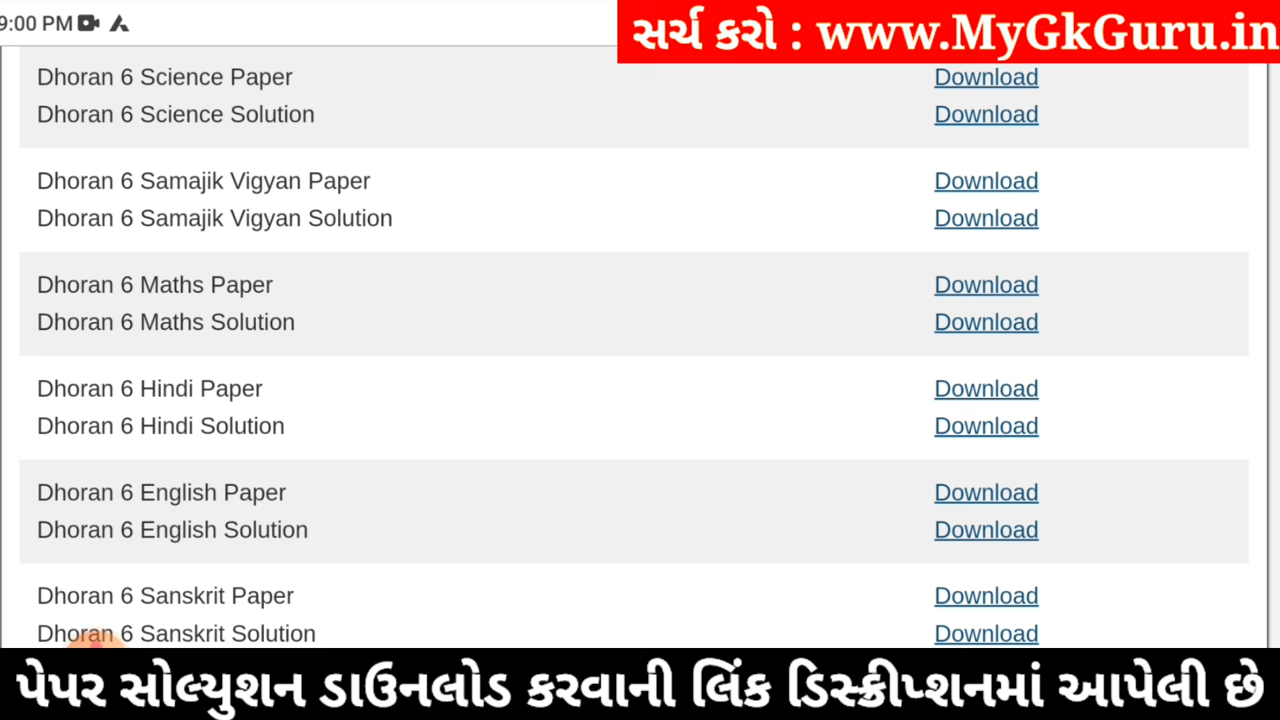 9:00 PM
સર્ચ કરો : www.MyGkGuru.in
Dhoran 6 Science Paper Download
Dhoran 6 Science Solution Download
Dhoran 6 Samajik Vigyan Paper Download
Dhoran 6 Samajik Vigyan Solution Download
Dhoran 6 Maths Paper Download
Dhoran 6 Maths Solution Download
Dhoran 6 Hindi Paper Download
Dhoran 6 Hindi Solution Download
Dhoran 6 English Paper Download
Dhoran 6 English Solution Download
Dhoran 6 Sanskrit Paper Download
Dhoran 6 Sanskrit Solution Download
પેપર સોલ્યુશન ડાઉનલોડ કરવાની લિંક ડિસ્ક્રીપ્શનમાં આપેલી છે